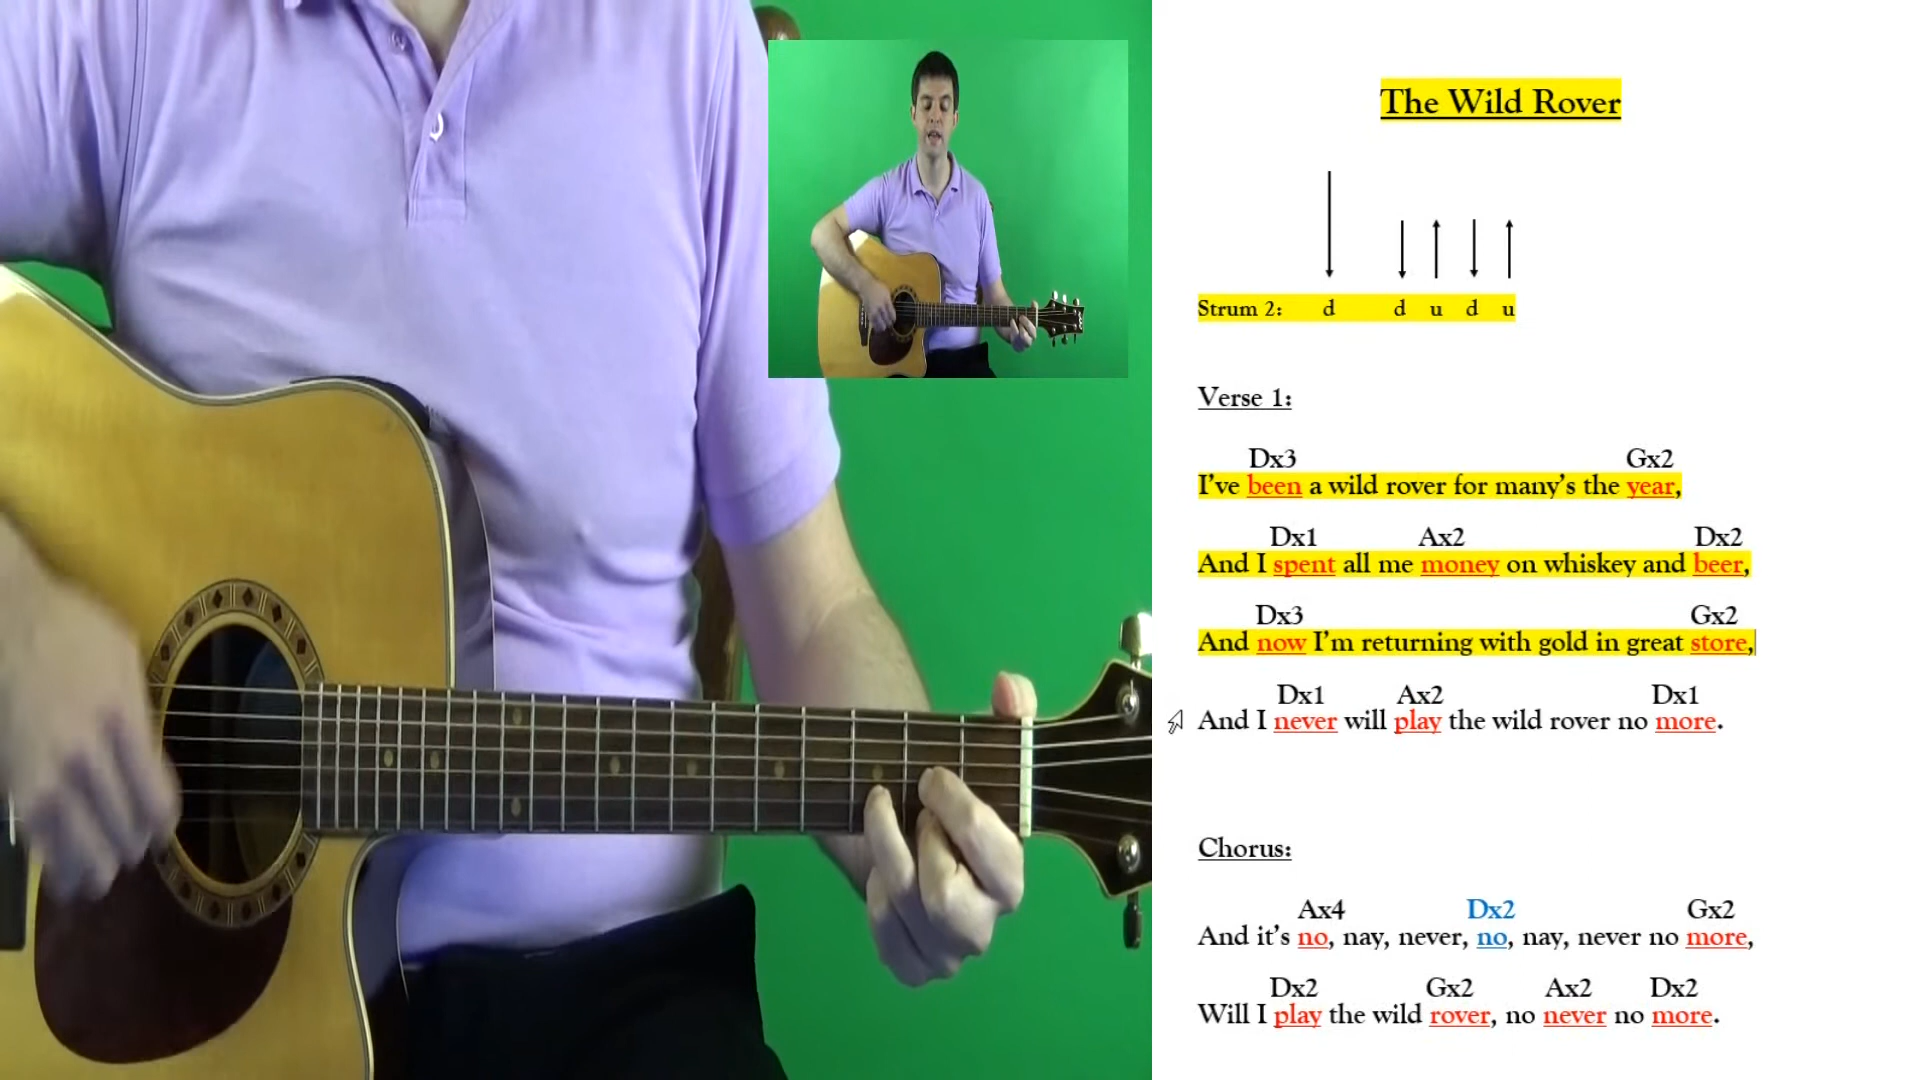 The Wild Rover
Strum 2: d d u d u
Verse 1:
Dx3 Gx2
I've been a wild rover for many's the year,
Dx1 Ax2 Dx2
And I spent all me money on whiskey and beer,
Dx3 Gx2
And now I'm returning with gold in great store,
Dx1 Ax2 Dx1
And I never will play the wild rover no more.
Chorus:
Ax4 Dx2 Gx2
And it's no, nay, never, no, nay, never no more,
Dx2 Gx2 Ax2 Dx2
Will I play the wild rover, no never no more.